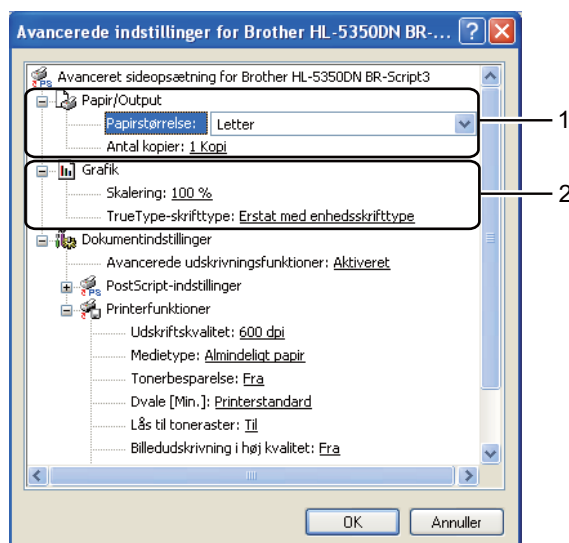 Avancerede indstillinger for Brother HL-5350DN BR-...
Avanceret sideopsætning for Brother HL-5350DN BR-Script3
Papir/Output
Papirstørrelse: Letter
1
Antal kopier: 1 Kopi
Grafik
Skalering: 100 %
2
TrueType-skrifttype: Erstat med enhedsskrifttype
Dokumentindstillinger
Avancerede udskrivningsfunktioner: Aktiveret
PostScript-indstillinger
Printerfunktioner
Udskriftskvalitet: 600 dpi
Medietype: Almindeligt papir
Tonerbesparelse: Fra
Dvale [Min.]: Printerstandard
Lås til toneraster: Til
Billedudskrivning i høj kvalitet: Fra
OK Annuller